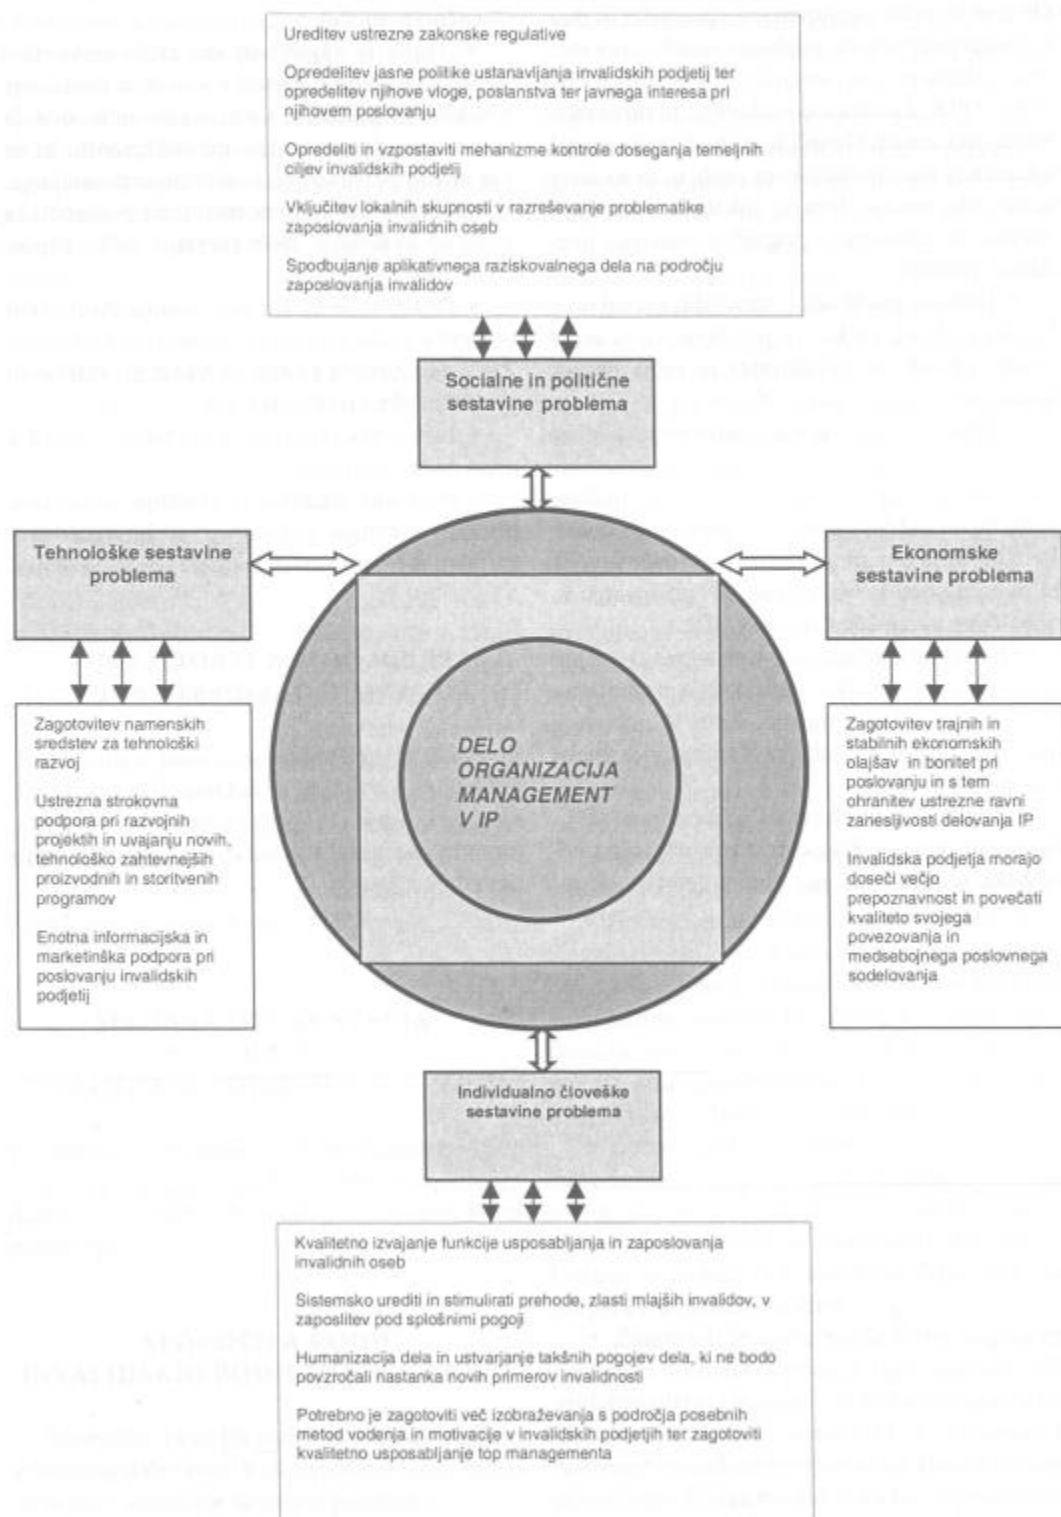 Ureditev ustrezne zakonske regulative
Opredelitev jasne politike ustanavljanja invalidskih podjetij ter
opredelitev njihove vloge, poslanstva ter javnega interesa pri
njihovem poslovanju
Opredeliti in vzpostaviti mehanizme kontrole doseganja temeljnih
ciljev invalidskih podjetij
Vključitev lokalnih skupnosti v razreševanje problematike
zaposlovanja invalidnih oseb
Spodbujanje aplikativnega raziskovalnega dela na področju
zaposlovanja invalidov
Socialne in politične
sestavine problema
Tehnološke sestavine
problema
Ekonomske
sestavine problema
Zagotovitev namenskih
sredstev za tehnološki
razvoj
Ustrezna strokovna
podpora pri razvojnih
projektih in uvajanju novih,
tehnološko zahtevnejših
proizvodnih in storitvenih
programov
Enotna informacijska in
marketinška podpora pri
poslovanju invalidskih
podjetij
DELO
ORGANIZACIJA
MANAGEMENT
V IP
Zagotovitev trajnih in
stabilnih ekonomskih
olajšav in bonitet pri
poslovanju in s tem
ohranitev ustrezne ravni
zanesljivosti delovanja IP
Invalidska podjetja morajo
doseči večjo
prepoznavnost in povečati
kvaliteto svojega
povezovanja in
medsebojnega poslovnega
sodelovanja
Individualno človeške
sestavine problema
Kvalitetno izvajanje funkcije usposabljanja in zaposlovanja
invalidnih oseb
Sistemsko urediti in stimulirati prehode, zlasti mlajših invalidov, v
zaposlitev pod splošnimi pogoji
Humanizacija dela in ustvarjanje takšnih pogojev dela, ki ne bodo
povzročali nastanka novih primerov invalidnosti
Potrebno je zagotoviti več izobraževanja s področja posebnih
metod vodenja in motivacije v invalidskih podjetjih ter zagotoviti
kvalitetno usposabljanje top managementa